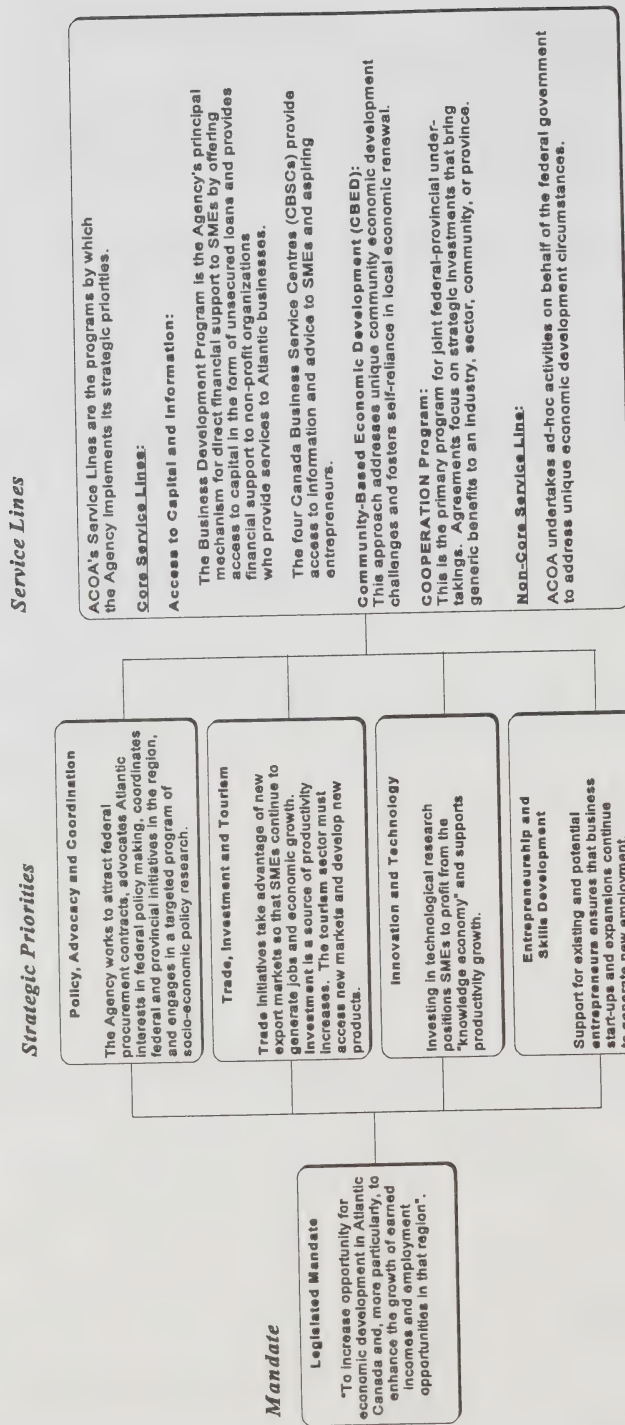 Mandate
Legislated Mandate
"To increase opportunity for
economic development in Atlantic
Canada and, more particularly, to
enhance the growth of earned
incomes and employment
opportunities in that region".
Strategic Priorities
Policy, Advocacy and Coordination
The Agency works to attract federal
procurement contracts, advocates Atlantic
interests in federal policy making, coordinates
federal and provincial initiatives in the region,
and engages in a targeted program of
socio-economic policy research.
Trade, Investment and Tourism
Trade Initiatives take advantage of new
export markets so that SMEs continue to
generate jobs and economic growth.
Investment is a source of productivity
increases. The tourism sector must
access new markets and develop new
products.
Innovation and Technology
Investing in technological research
positions SMEs to profit from the
"knowledge economy" and supports
productivity growth.
Entrepreneurship and
Skills Development
Support for existing and potential
entrepreneurs ensures that business
start-ups and expansions continue
to generate new employment
Service Lines
ACOA's Service Lines are the programs by which
the Agency implements its strategic priorities.
Core Service Lines:
Access to Capital and Information:
The Business Development Program is the Agency's principal
mechanism for direct financial support to SMEs by offering
access to capital in the form of unsecured loans and provides
financial support to non-profit organizations
who provide services to Atlantic businesses.
The four Canada Business Service Centres (CBSCs) provide
access to information and advice to SMEs and aspiring
entrepreneurs.
Community-Based Economic Development (CBED):
This approach addresses unique community economic development
challenges and fosters self-reliance in local economic renewal.
COOPERATION Program:
This is the primary program for joint federal-provincial under-
takings. Agreements focus on strategic investments that bring
generic benefits to an industry, sector, community, or province.
Non-Core Service Line:
ACOA undertakes ad-hoc activities on behalf of the federal government
to address unique economic development circumstances.